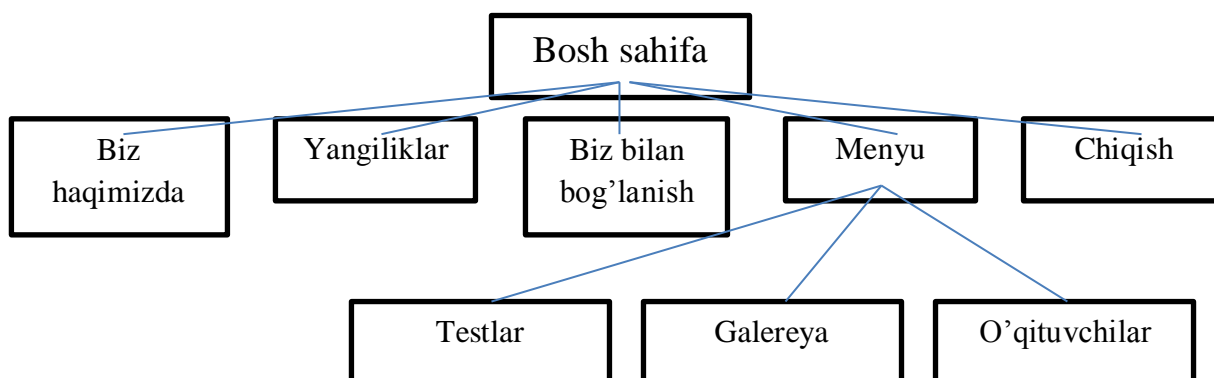 Bosh sahifa
Biz
haqimizda
Yangiliklar
Biz bilan
bog’lanish
Menyu
Chiqish
Testlar
Galereya
O’qituvchilar